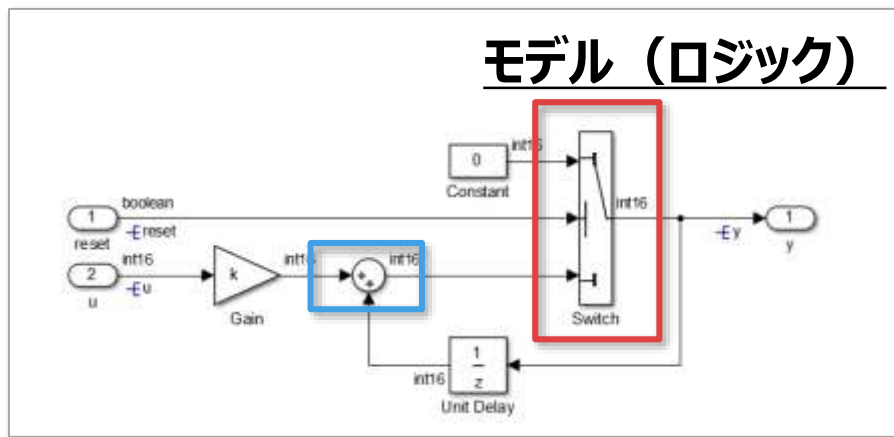 モデル（ロジック）
int16
0
Constant
boolean
int16
1
reset
reset
y
1
y
int16
int16
int16
2
u
u
k
Gain
Switch
1
z
int16
Unit Delay